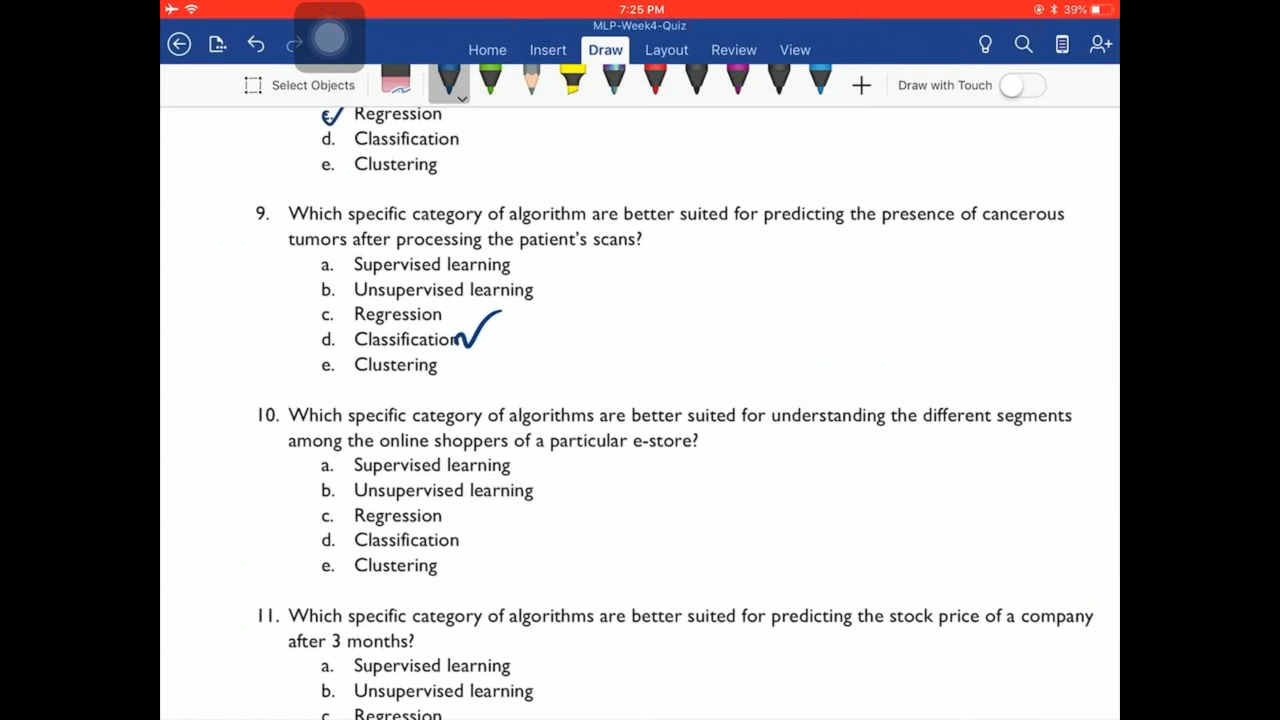 7:25 PM
39%
MLP-Week4-Quiz
Home Insert Draw Layout Review View
Select Objects
Draw with Touch
Regression
d. Classification
e. Clustering
9. Which specific category of algorithm are better suited for predicting the presence of cancerous
tumors after processing the patient's scans?
a. Supervised learning
b. Unsupervised learning
c. Regression
d. Classification
e. Clustering
10. Which specific category of algorithms are better suited for understanding the different segments
among the online shoppers of a particular e-store?
a. Supervised learning
b. Unsupervised learning
c. Regression
d. Classification
e. Clustering
11. Which specific category of algorithms are better suited for predicting the stock price of a company
after 3 months?
a. Supervised learning
b. Unsupervised learning
c. Regression